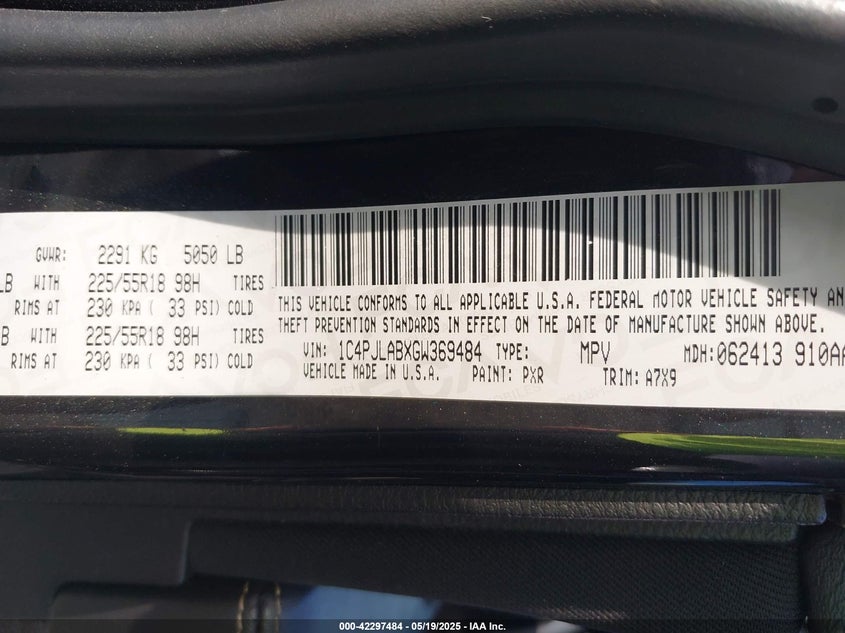 GVWR: 2291 KG 5050 LB
LB WITH 225/55R18 98H TIRES
RIMS AT 230 KPA ( 33 PSI) COLD
B WITH 225/55R18 98H TIRES
RIMS AT 230 KPA ( 33 PSI) COLD
THIS VEHICLE CONFORMS TO ALL APPLICABLE U.S.A. FEDERAL MOTOR VEHICLE SAFETY AN
THEFT PREVENTION STANDARDS IN EFFECT ON THE DATE OF MANUFACTURE SHOWN ABOVE.
VIN: 1C4PJLABXGW369484 TYPE: MPV MDH: 062413 910AA
VEHICLE MADE IN U.S.A. PAINT: PXR TRIM: A7X9
000-42297484 - 05/19/2025 - IAA Inc.